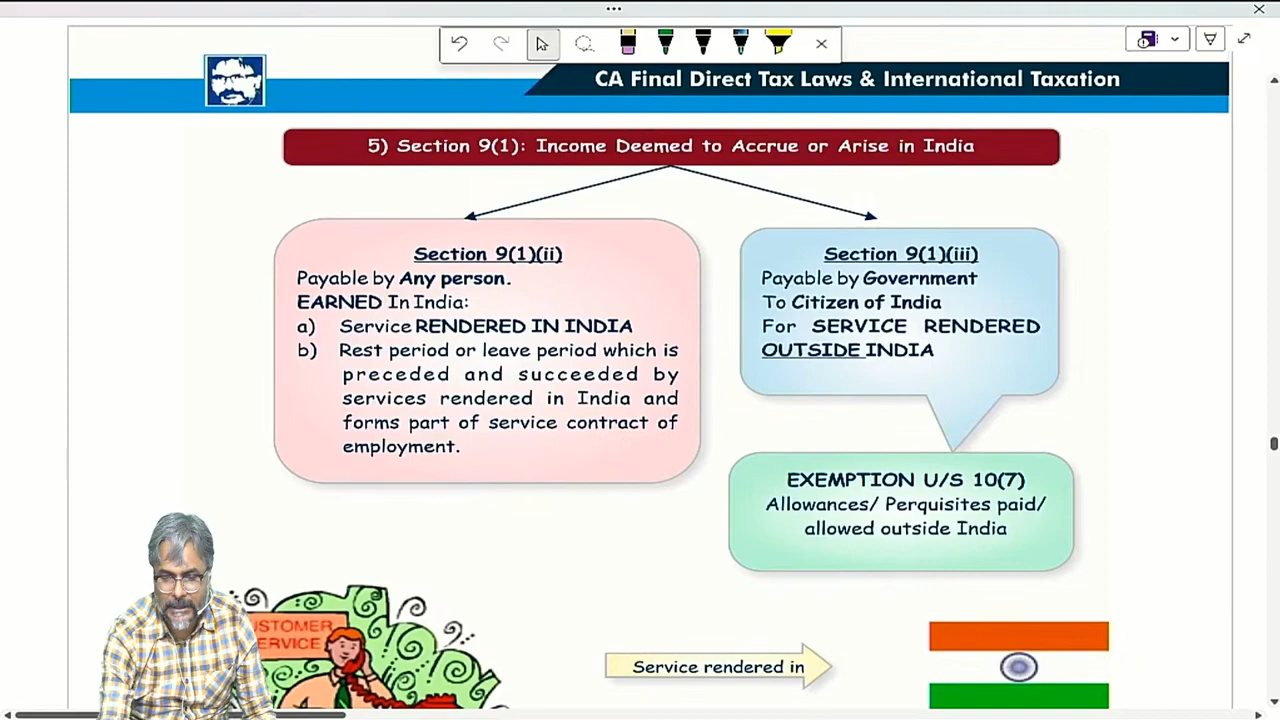 CA Final Direct Tax Laws & International Taxation
5) Section 9(1): Income Deemed to Accrue or Arise in India
Section 9(1)(ii)
Payable by Any person.
EARNED In India:
a) Service RENDERED IN INDIA
b) Rest period or leave period which is
preceded and succeeded by
services rendered in India and
forms part of service contract of
employment.
Section 9(1)(iii)
Payable by Government
To Citizen of India
For SERVICE RENDERED
OUTSIDE INDIA
EXEMPTION U/S 10(7)
Allowances/ Perquisites paid/
allowed outside India
USTOMER
ERVICE
Service rendered in